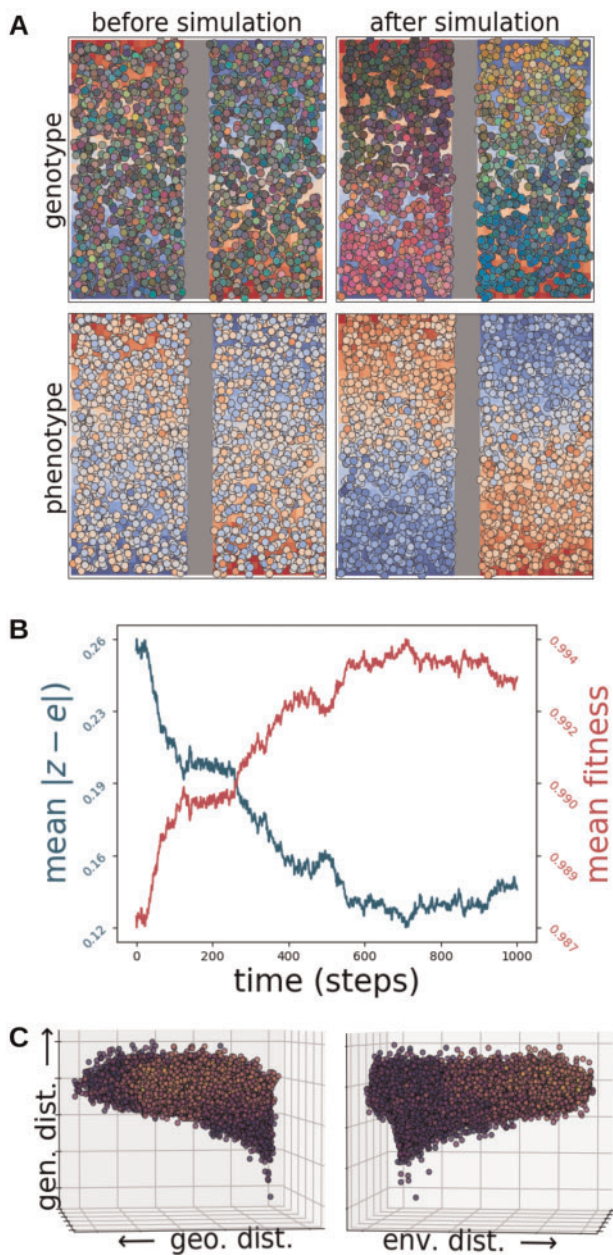 A
before simulation
after simulation
genotype
phenotype
B
mean |z − e|
0.26
0.23
0.19
0.16
0.12
0.994
0.992
0.990
0.989
0.987
mean fitness
0
200
400
600
800
1000
time (steps)
C
gen. dist. →
← geo. dist.
env. dist. →